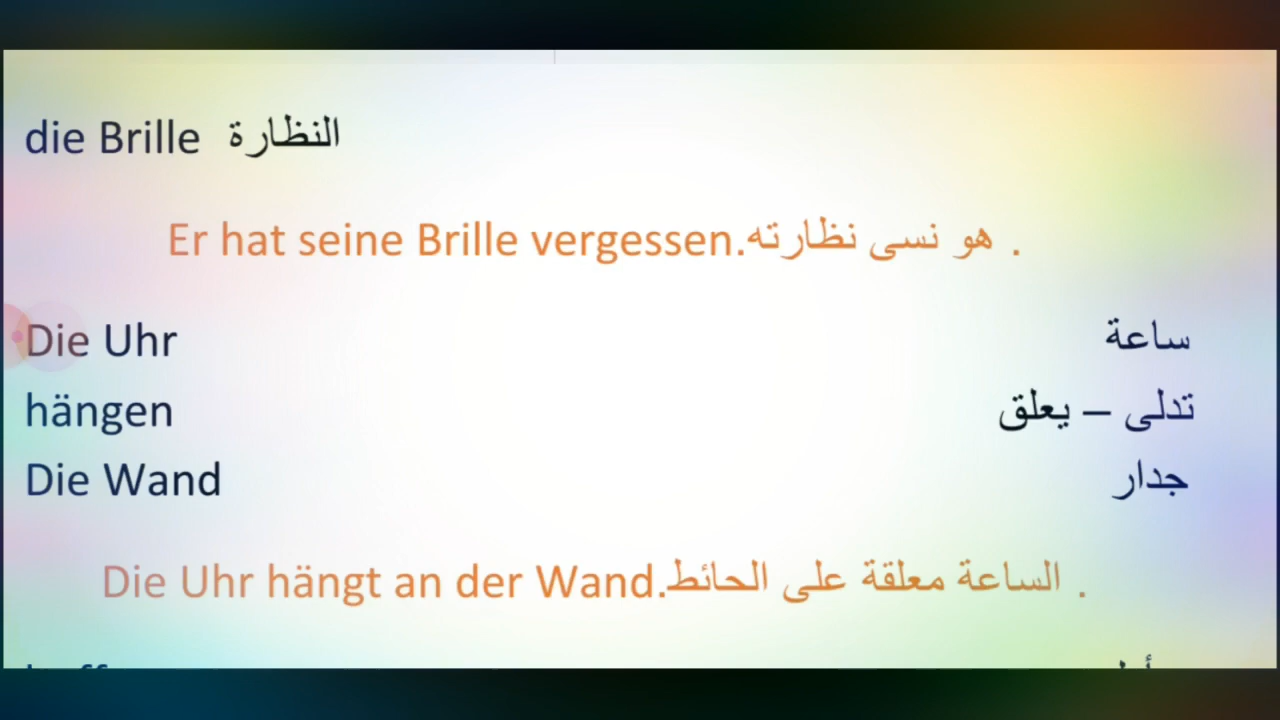 die Brille النظارة
Er hat seine Brille vergessen. هو نسى نظارته .
Die Uhr ساعة
hängen تدلى – يعلق
Die Wand جدار
Die Uhr hängt an der Wand. الساعة معلقة على الحائط .